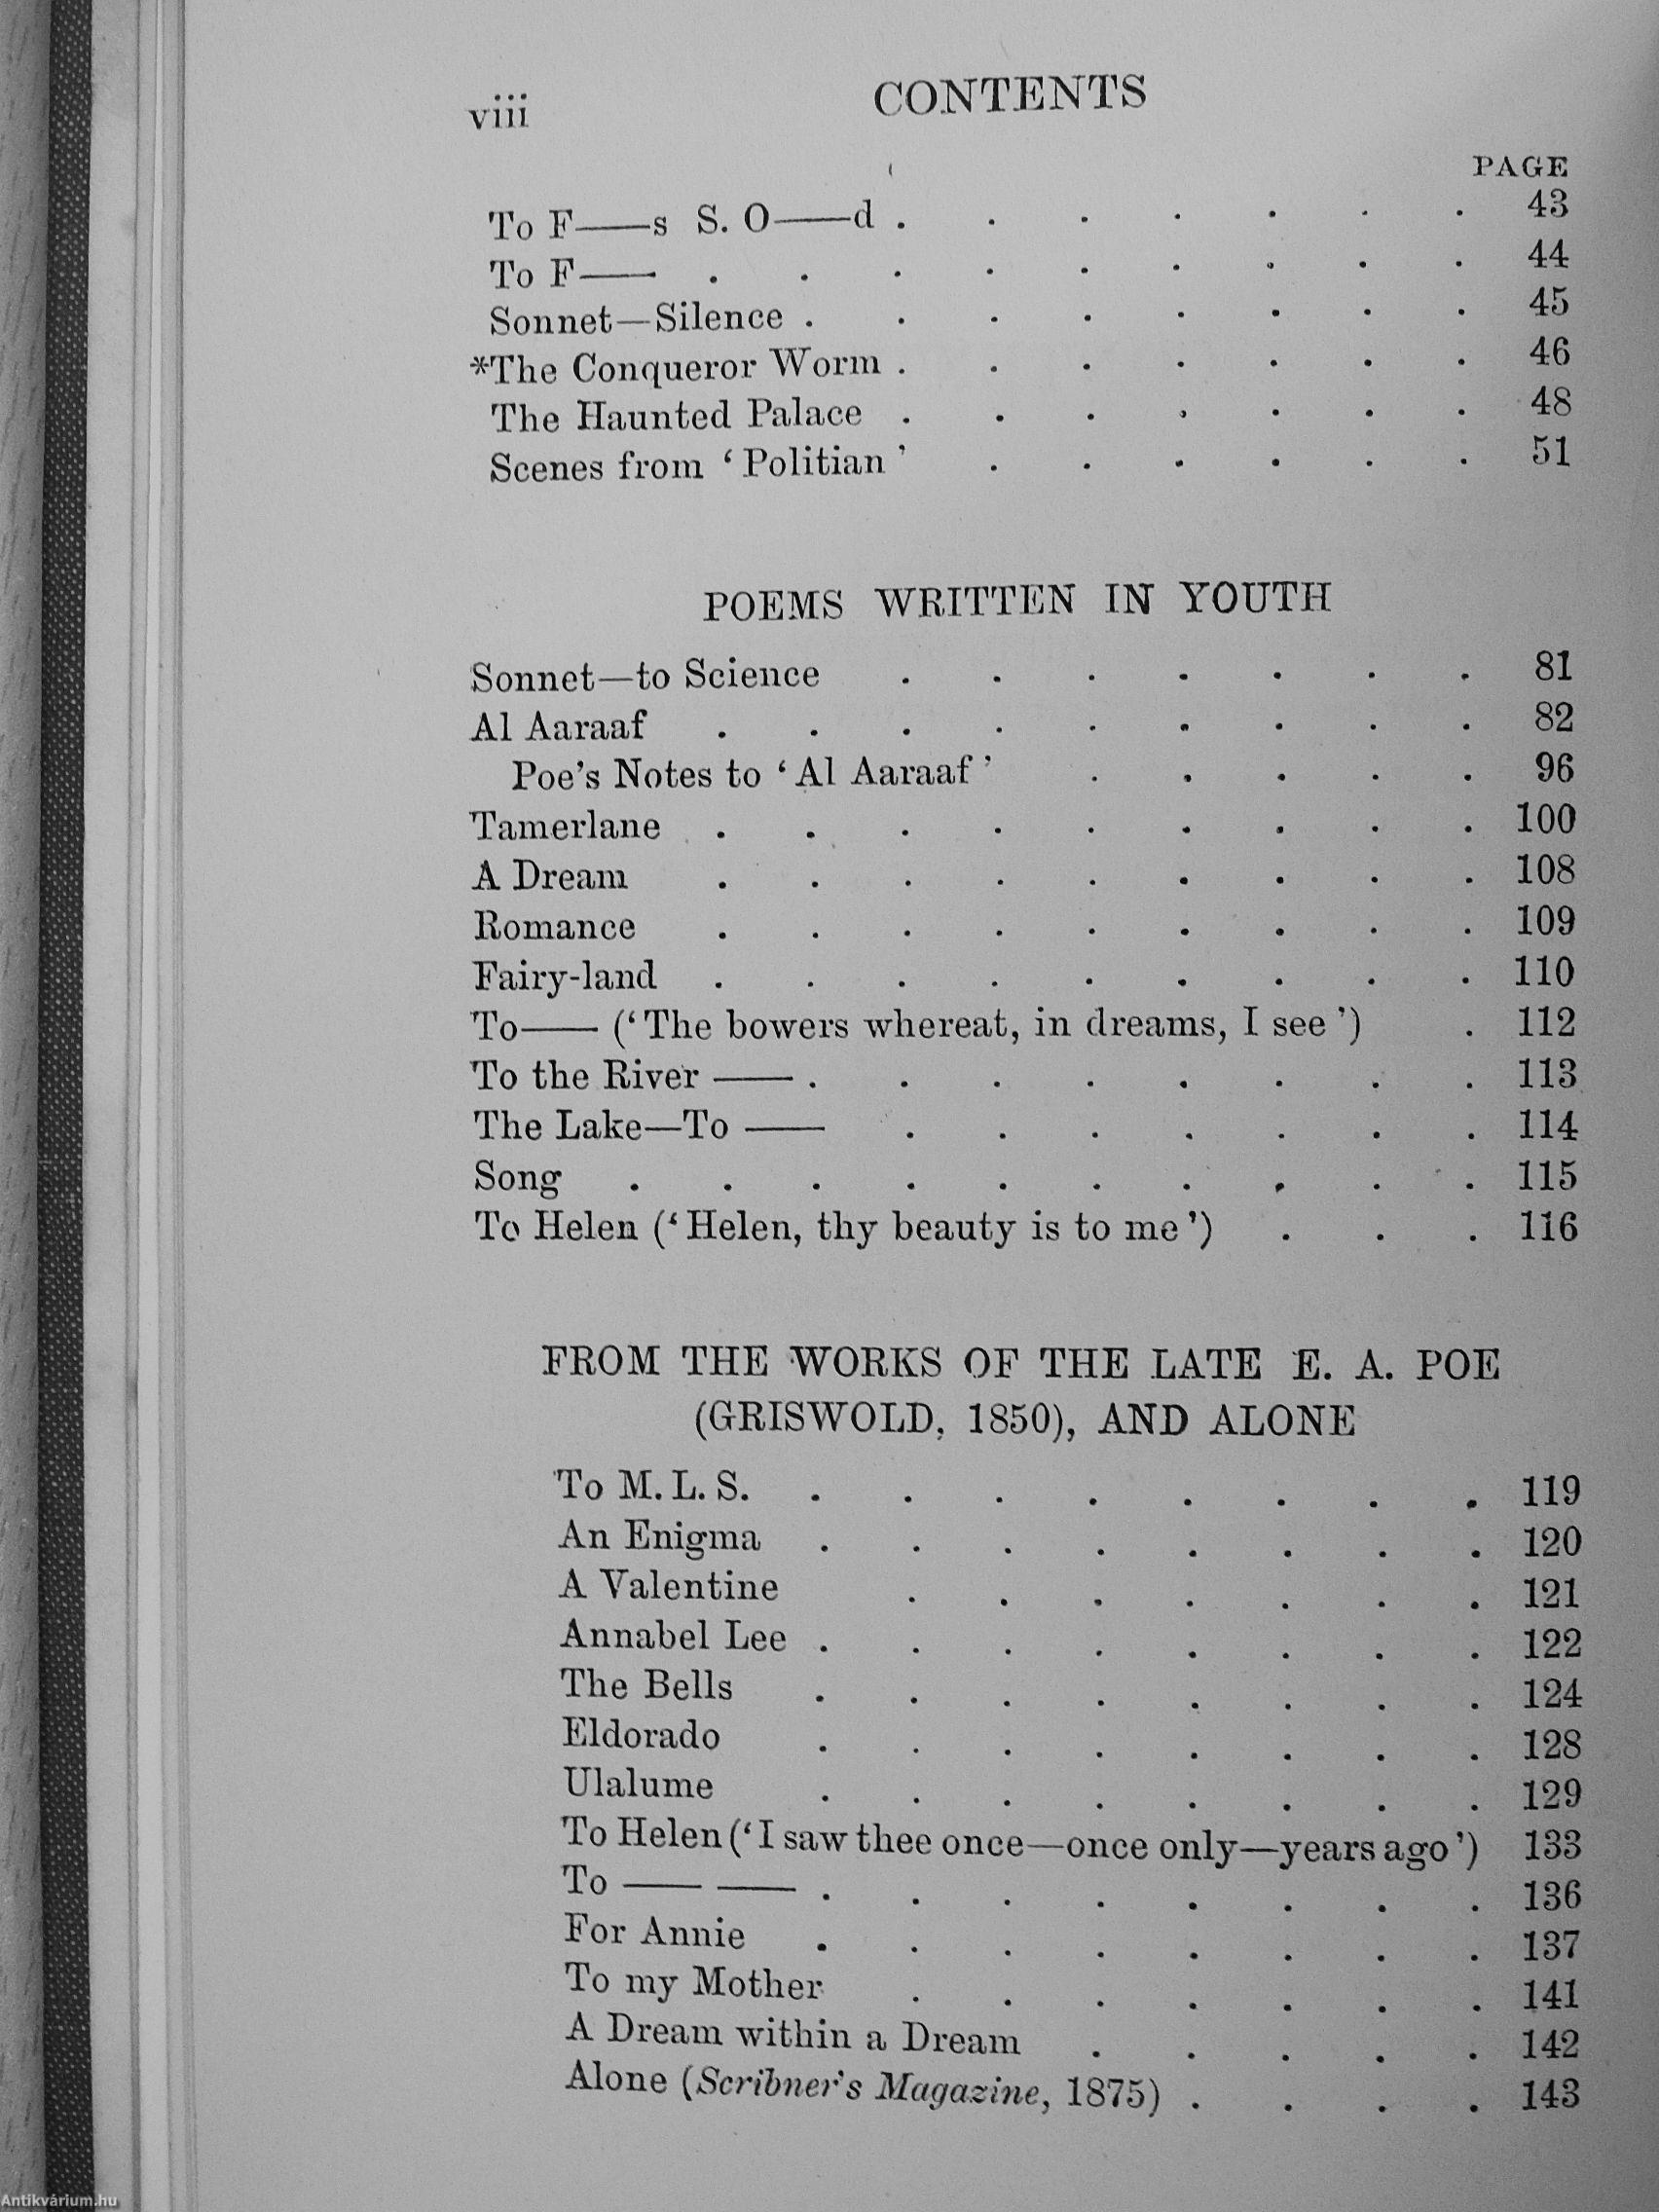 viii CONTENTS
PAGE
To F——s S. O——d . . . . . . . 43
To F—— . . . . . . . . . 44
Sonnet—Silence . . . . . . . . 45
*The Conqueror Worm . . . . . . . 46
The Haunted Palace . . . . . . . 48
Scenes from ‘Politian’ . . . . . . 51
POEMS WRITTEN IN YOUTH
Sonnet—to Science . . . . . . . 81
Al Aaraaf . . . . . . . . . 82
Poe’s Notes to ‘Al Aaraaf’ . . . . . 96
Tamerlane . . . . . . . . . 100
A Dream . . . . . . . . . 108
Romance . . . . . . . . . 109
Fairy-land . . . . . . . . . 110
To—— (‘The bowers whereat, in dreams, I see’) . 112
To the River —— . . . . . . . . 113
The Lake—To —— . . . . . . . 114
Song . . . . . . . . . . 115
To Helen (‘Helen, thy beauty is to me’) . . . 116
FROM THE WORKS OF THE LATE E. A. POE
(GRISWOLD, 1850), AND ALONE
To M. L. S. . . . . . . . . 119
An Enigma . . . . . . . . 120
A Valentine . . . . . . . 121
Annabel Lee . . . . . . . . 122
The Bells . . . . . . . . 124
Eldorado . . . . . . . . 128
Ulalume . . . . . . . . 129
To Helen (‘I saw thee once—once only—years ago’) 133
To —— —— . . . . . . . . 136
For Annie . . . . . . . . 137
To my Mother . . . . . . . 141
A Dream within a Dream . . . . . 142
Alone (Scribner’s Magazine, 1875) . . . . 143
Antikvárium.hu